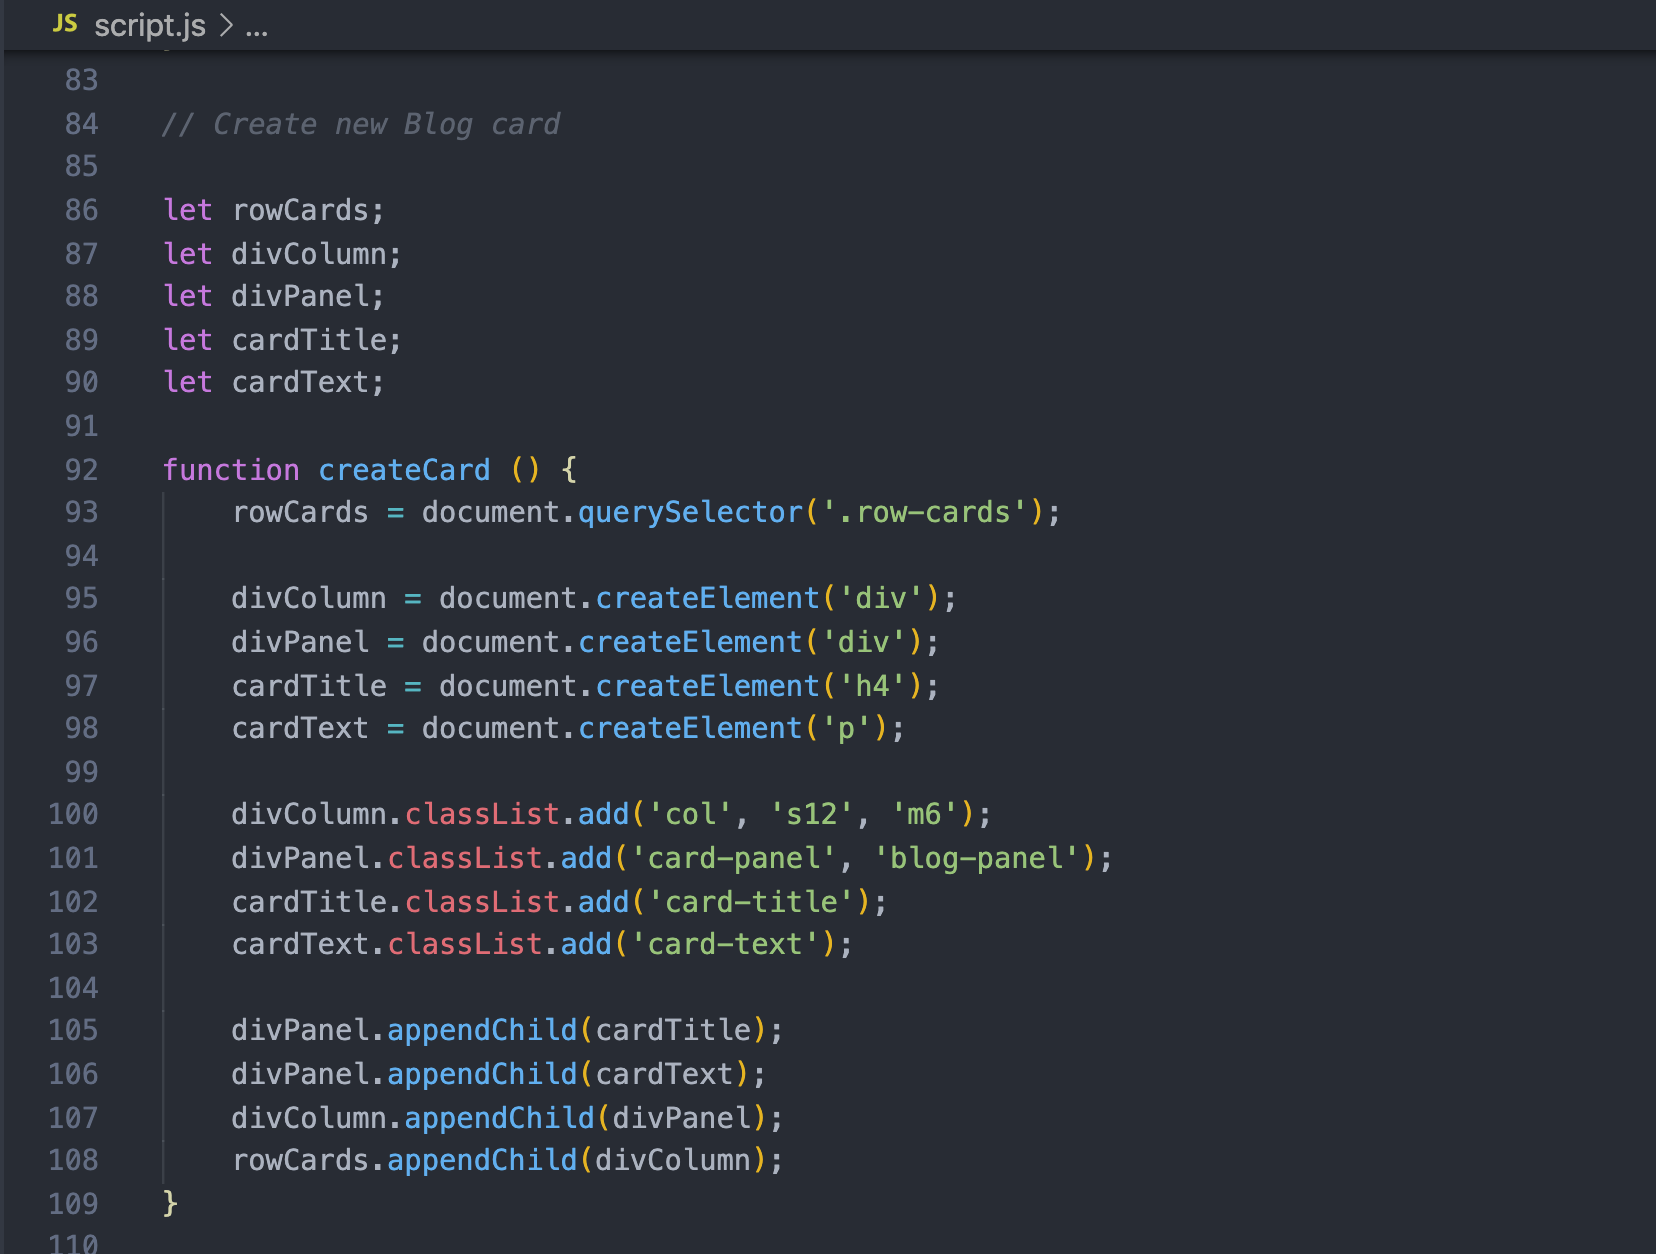 JS script.js > ...
83
84 // Create new Blog card
85
86 let rowCards;
87 let divColumn;
88 let divPanel;
89 let cardTitle;
90 let cardText;
91
92 function createCard () {
93     rowCards = document.querySelector('.row-cards');
94
95     divColumn = document.createElement('div');
96     divPanel = document.createElement('div');
97     cardTitle = document.createElement('h4');
98     cardText = document.createElement('p');
99
100     divColumn.classList.add('col', 's12', 'm6');
101     divPanel.classList.add('card-panel', 'blog-panel');
102     cardTitle.classList.add('card-title');
103     cardText.classList.add('card-text');
104
105     divPanel.appendChild(cardTitle);
106     divPanel.appendChild(cardText);
107     divColumn.appendChild(divPanel);
108     rowCards.appendChild(divColumn);
109 }
110